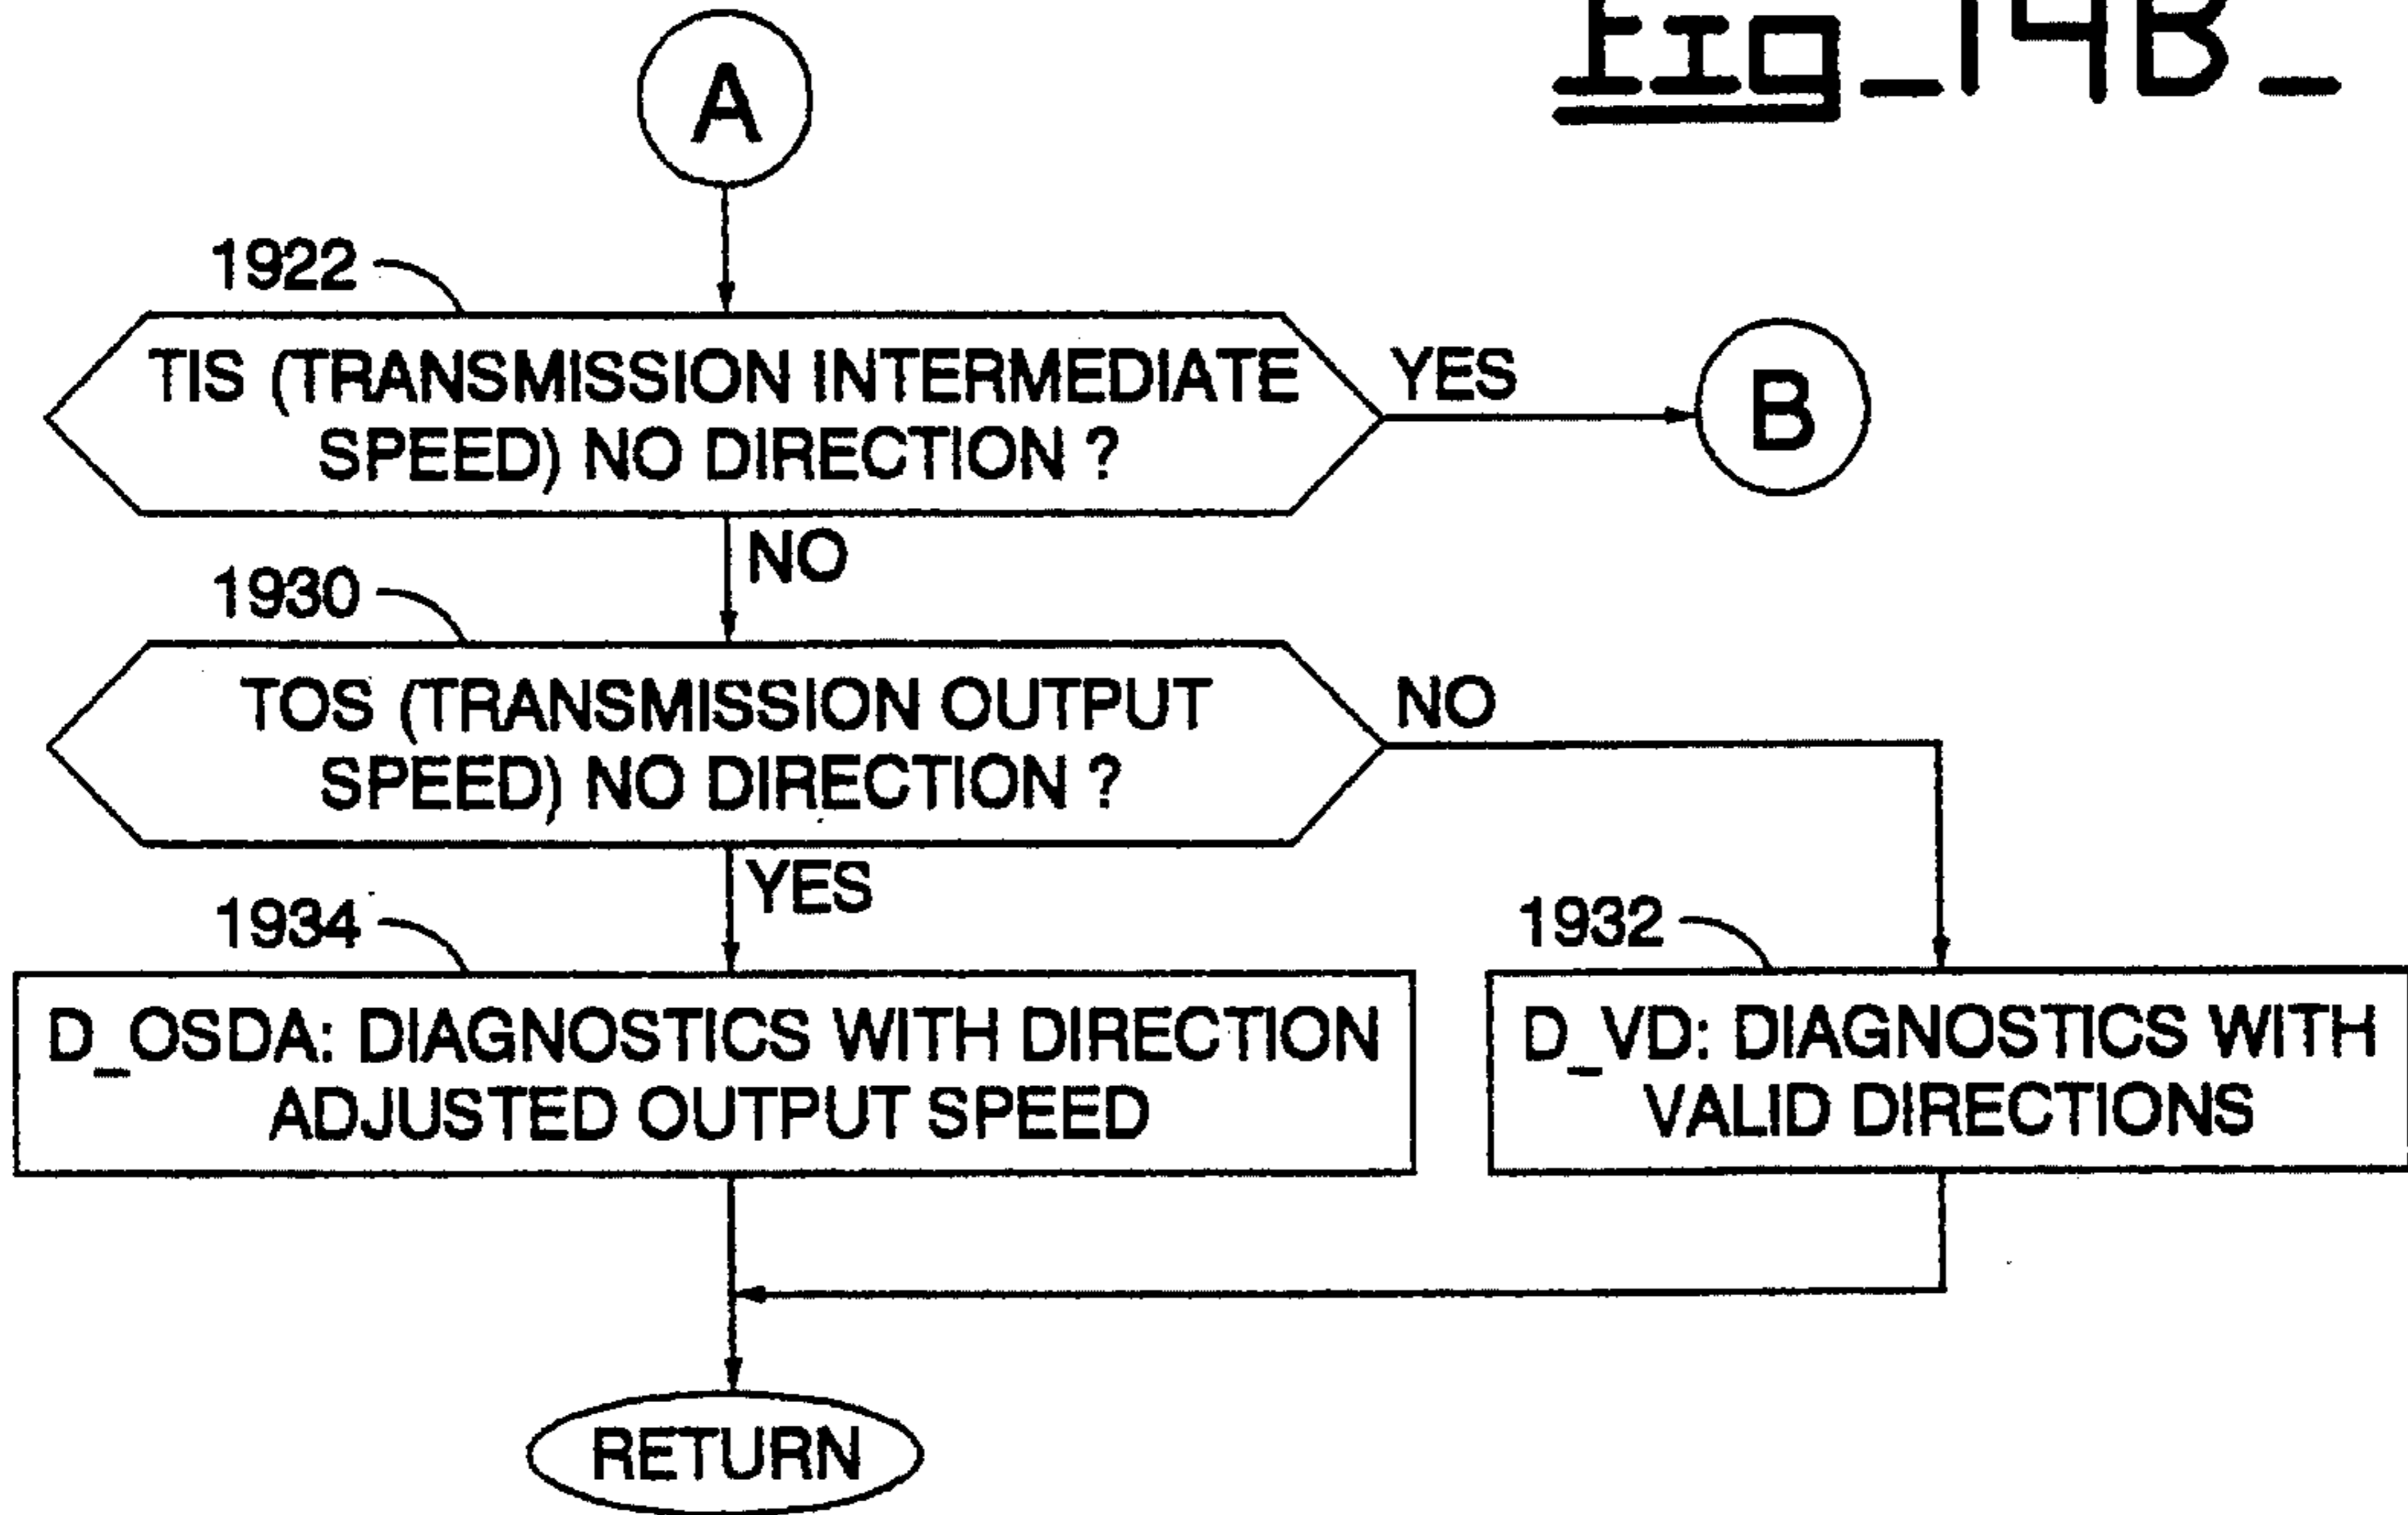 Fig_14B_
A
1922
TIS (TRANSMISSION INTERMEDIATE
SPEED) NO DIRECTION ?
YES
B
NO
1930
TOS (TRANSMISSION OUTPUT
SPEED) NO DIRECTION ?
NO
YES
1934
1932
D_OSDA: DIAGNOSTICS WITH DIRECTION
ADJUSTED OUTPUT SPEED
D_VD: DIAGNOSTICS WITH
VALID DIRECTIONS
RETURN